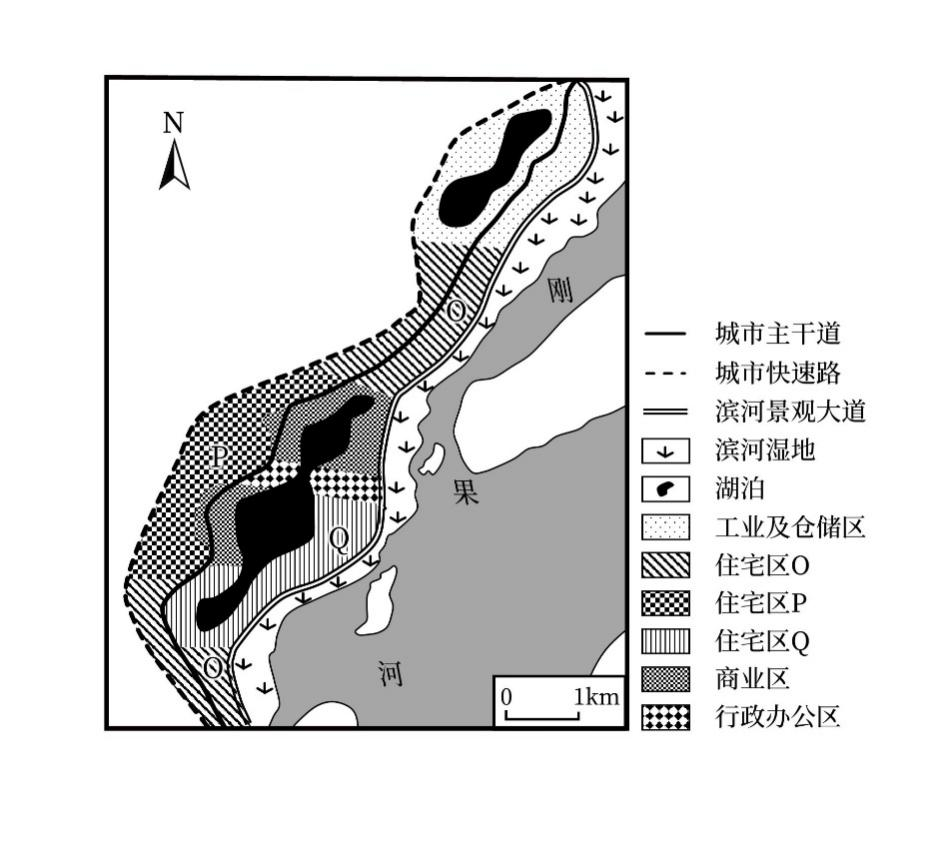 N
O
刚
P
果
Q
O
河
0 1km
城市主干道
城市快速路
滨河景观大道
滨河湿地
湖泊
工业及仓储区
住宅区O
住宅区P
住宅区Q
商业区
行政办公区